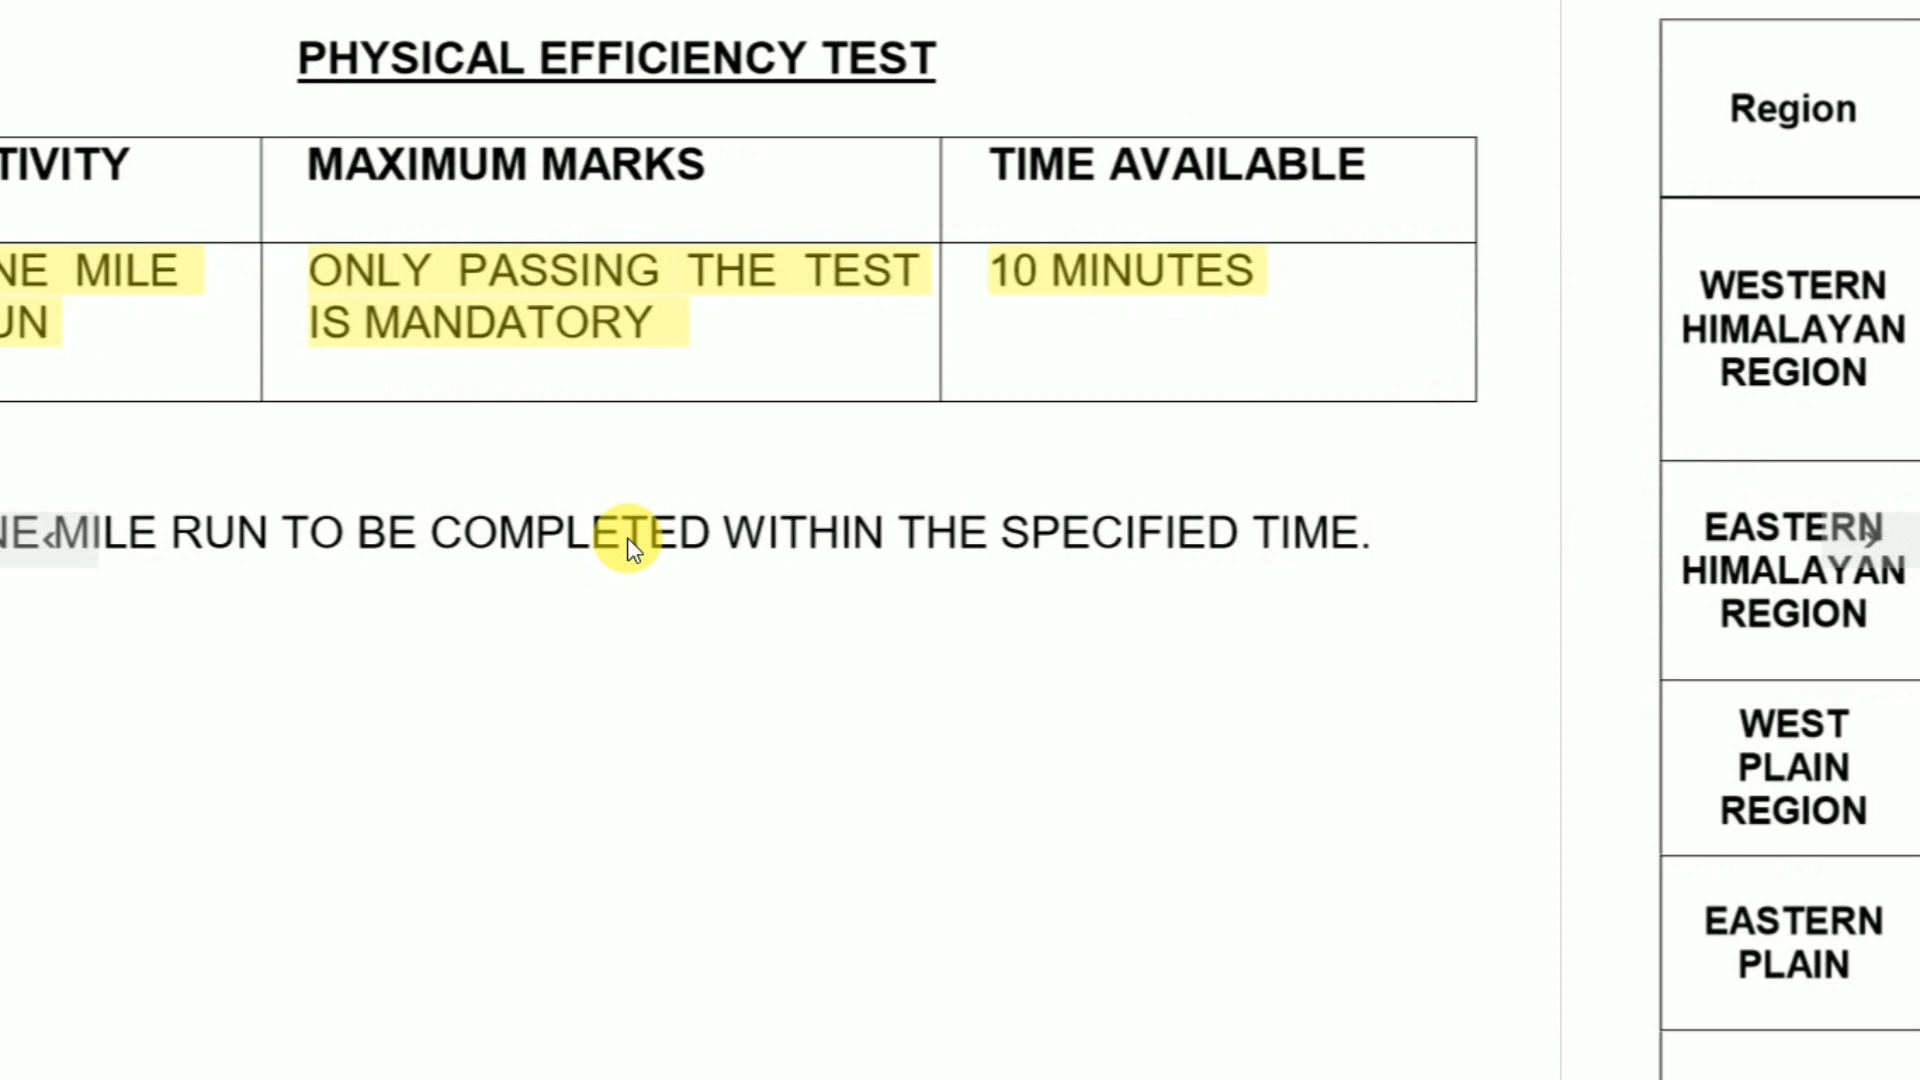 PHYSICAL EFFICIENCY TEST
TIVITY MAXIMUM MARKS TIME AVAILABLE
NE MILE ONLY PASSING THE TEST 10 MINUTES
UN IS MANDATORY
NE MILE RUN TO BE COMPLETED WITHIN THE SPECIFIED TIME.
Region
WESTERN
HIMALAYAN
REGION
EASTERN
HIMALAYAN
REGION
WEST
PLAIN
REGION
EASTERN
PLAIN